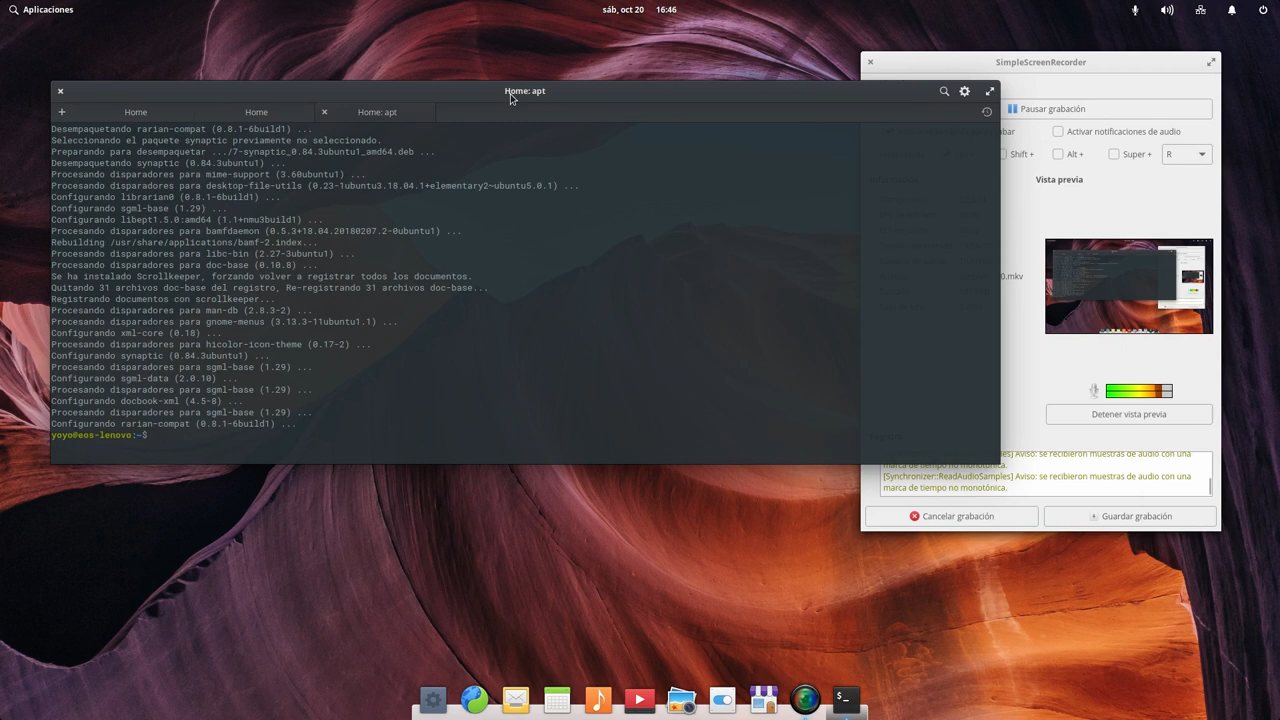 Aplicaciones
sáb, oct 20 16:46
SimpleScreenRecorder
Home: apt
Home
Home
Home: apt
Pausar grabación
Activar notificaciones de audio
Shift +
Alt +
Super +
R
Vista previa
0.mkv
Detener vista previa
Desempaquetando rarian-compat (0.8.1-6build1) ...
Seleccionando el paquete synaptic previamente no seleccionado.
Preparando para desempaquetar .../7-synaptic_0.84.3ubuntu1_amd64.deb ...
Desempaquetando synaptic (0.84.3ubuntu1) ...
Procesando disparadores para mime-support (3.60ubuntu1) ...
Procesando disparadores para desktop-file-utils (0.23-1ubuntu3.18.04.1+elementary2~ubuntu5.0.1) ...
Configurando librarian0 (0.8.1-6build1) ...
Configurando sgml-base (1.29) ...
Configurando libept1.5.0:amd64 (1.1+nmu3build1) ...
Procesando disparadores para bamfdaemon (0.5.3+18.04.20180207.2-0ubuntu1) ...
Rebuilding /usr/share/applications/bamf-2.index...
Procesando disparadores para libc-bin (2.27-3ubuntu1) ...
Procesando disparadores para doc-base (0.10.8) ...
Se ha instalado Scrollkeeper, forzando volver a registrar todos los documentos.
Quitando 31 archivos doc-base del registro, Re-registrando 31 archivos doc-base...
Registrando documentos con scrollkeeper...
Procesando disparadores para man-db (2.8.3-2) ...
Procesando disparadores para gnome-menus (3.13.3-11ubuntu1.1) ...
Configurando xml-core (0.18) ...
Procesando disparadores para hicolor-icon-theme (0.17-2) ...
Configurando synaptic (0.84.3ubuntu1) ...
Procesando disparadores para sgml-base (1.29) ...
Configurando sgml-data (2.0.10) ...
Procesando disparadores para sgml-base (1.29) ...
Configurando docbook-xml (4.5-8) ...
Procesando disparadores para sgml-base (1.29) ...
Configurando rarian-compat (0.8.1-6build1) ...
yoyo@eos-lenovo:~$
[Synchronizer::ReadAudioSamples] Aviso: se recibieron muestras de audio con una
marca de tiempo no monotónica.
Cancelar grabación
Guardar grabación